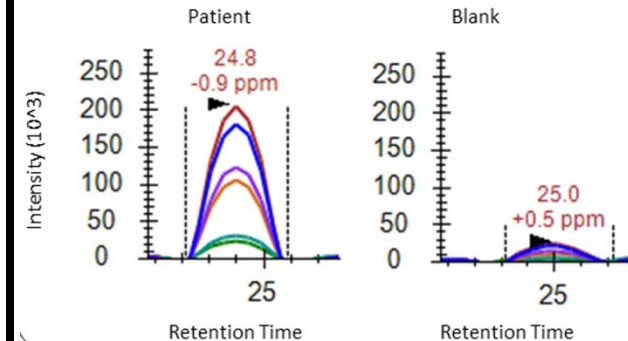 Patient
Blank
Intensity (10^3)
250
200
150
100
50
0
24.8
-0.9 ppm
25
Retention Time
250
200
150
100
50
0
25.0
+0.5 ppm
25
Retention Time